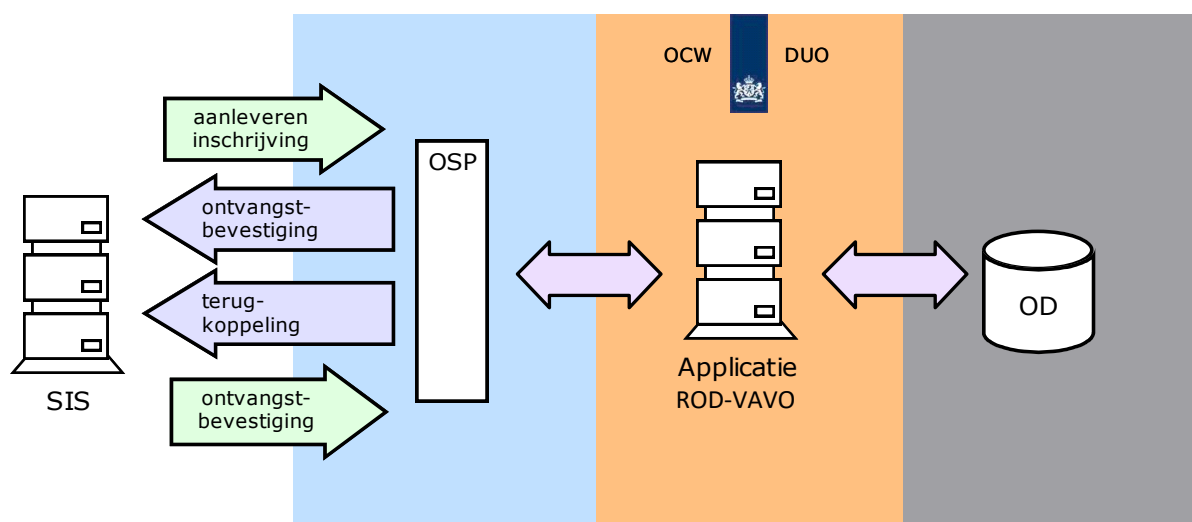 OCW DUO
aanleveren
inschrijving
OSP
ontvangst-
bevestiging
terug-
koppeling
OD
Applicatie
ROD-VAVO
SIS
ontvangst-
bevestiging